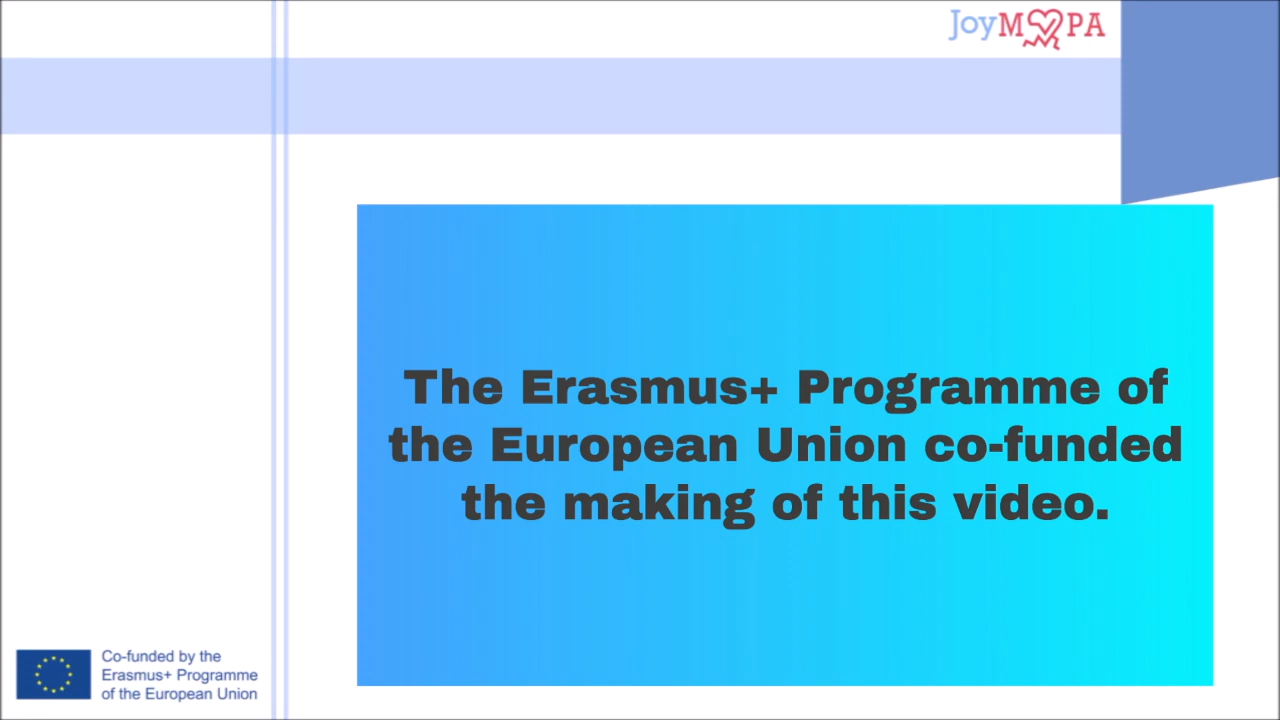 JoyMOPA
The Erasmus+ Programme of
the European Union co-funded
the making of this video.
Co-funded by the
Erasmus+ Programme
of the European Union